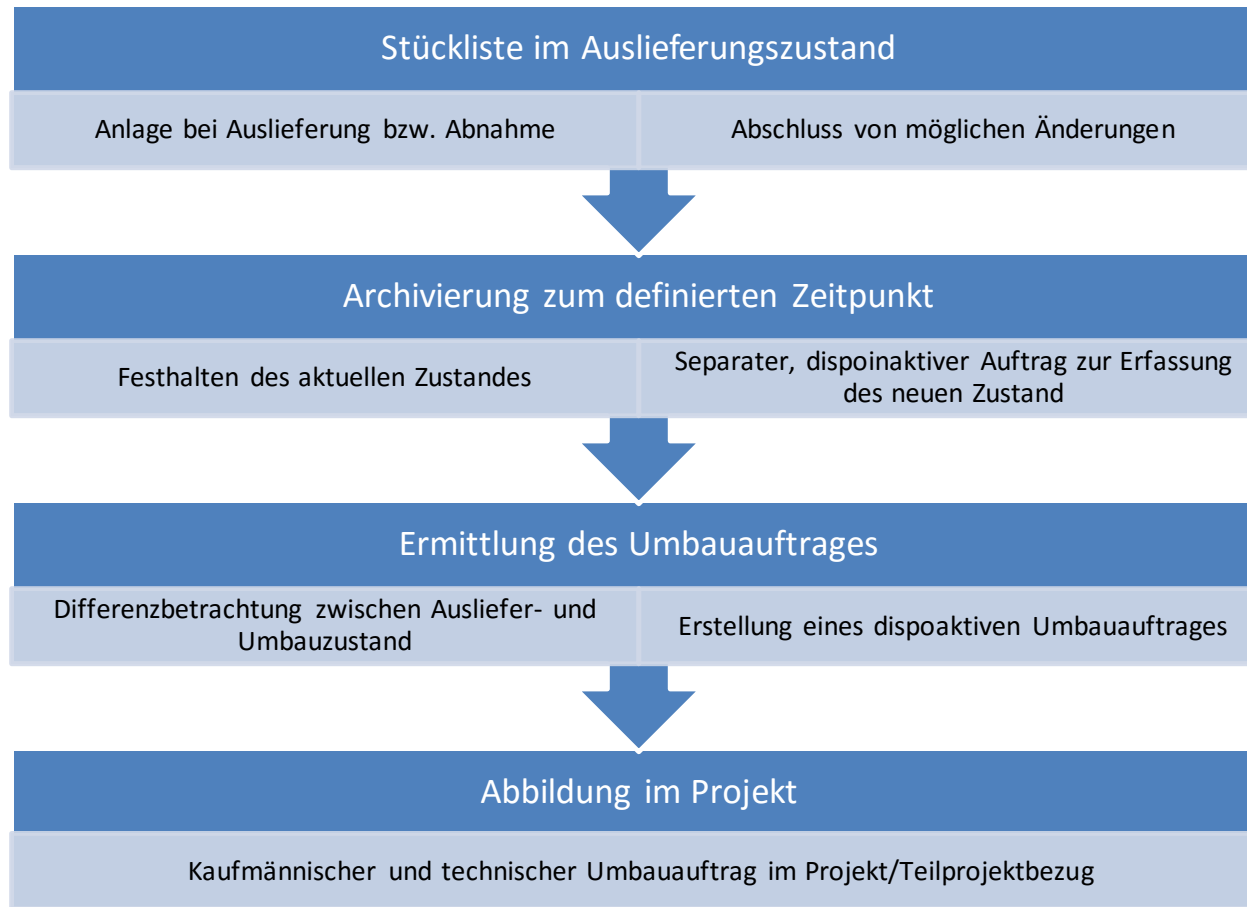 Stückliste im Auslieferungszustand
Anlage bei Auslieferung bzw. Abnahme
Abschluss von möglichen Änderungen
Archivierung zum definierten Zeitpunkt
Festhalten des aktuellen Zustandes
Separater, dispoinaktiver Auftrag zur Erfassung
des neuen Zustand
Ermittlung des Umbauauftrages
Differenzbetrachtung zwischen Ausliefer- und
Umbauzustand
Erstellung eines dispoaktiven Umbauauftrages
Abbildung im Projekt
Kaufmännischer und technischer Umbauauftrag im Projekt/Teilprojektbezug